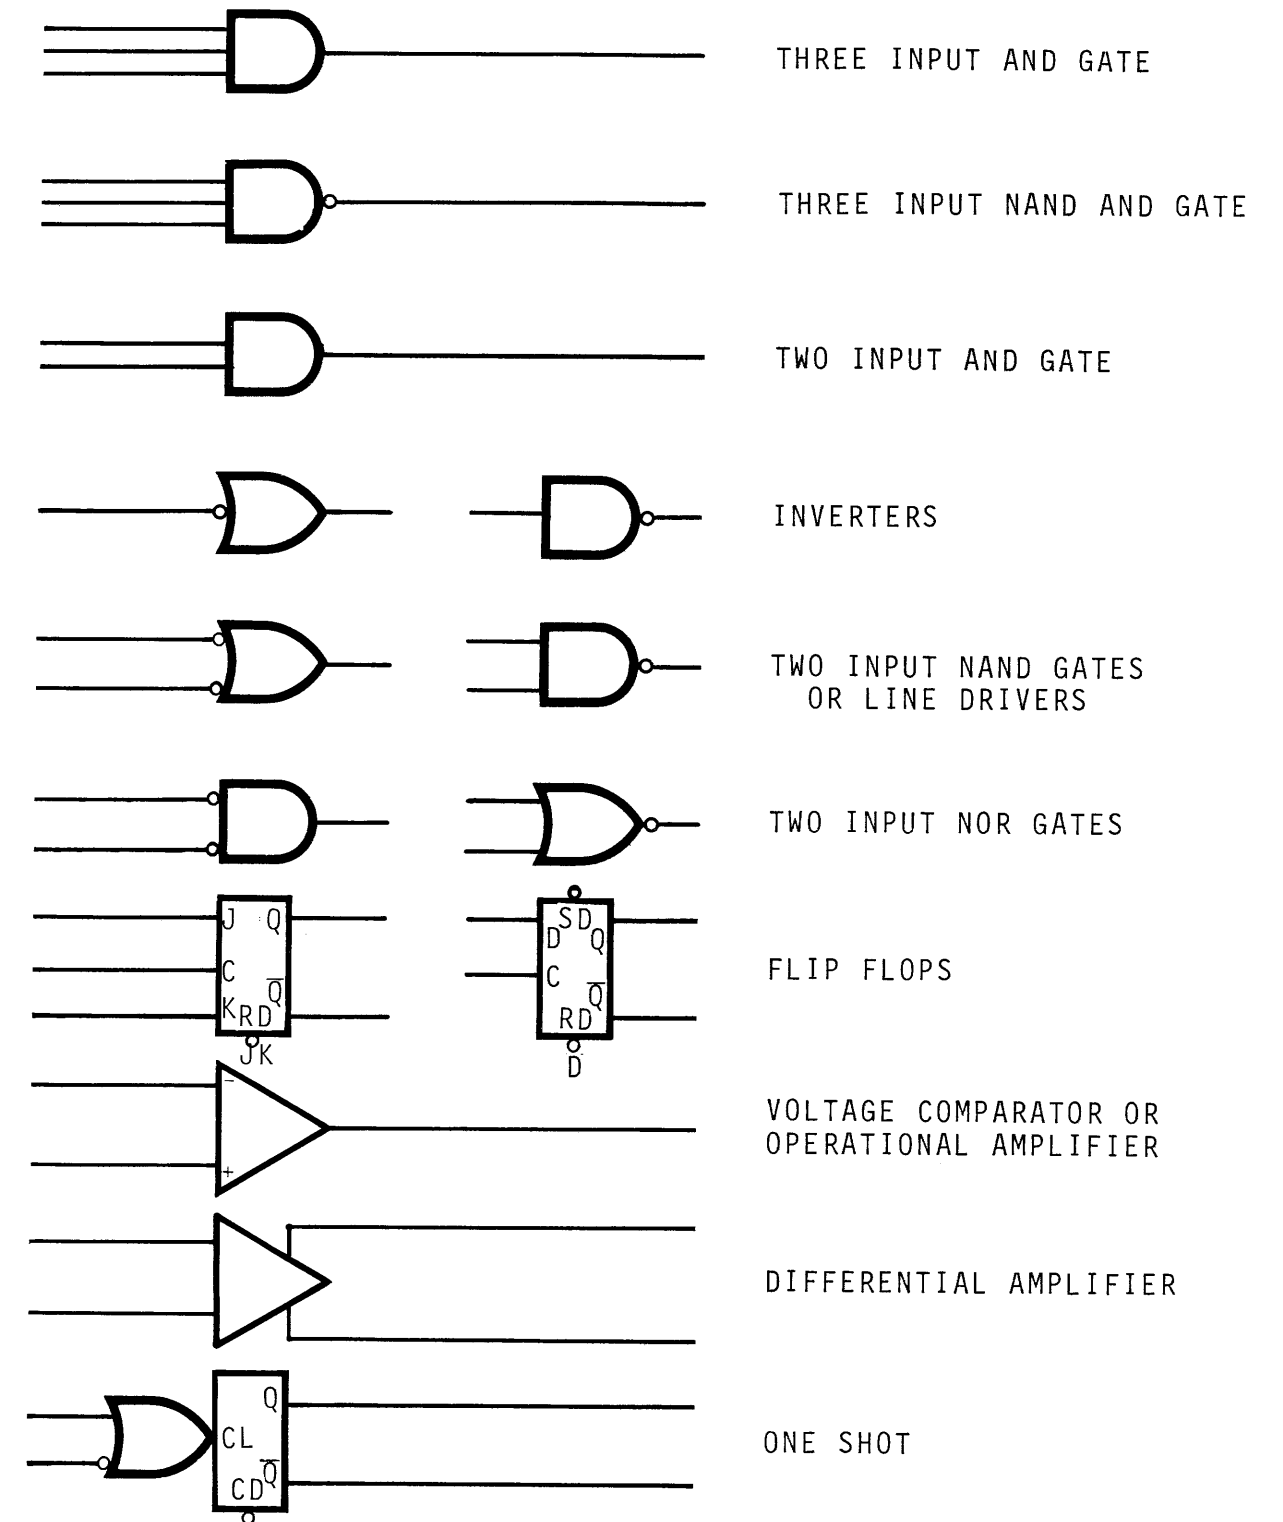 THREE INPUT AND GATE
THREE INPUT NAND AND GATE
TWO INPUT AND GATE
INVERTERS
TWO INPUT NAND GATES
OR LINE DRIVERS
TWO INPUT NOR GATES
J Q
C
Q̅
K RD
JK
SD
D Q
C
Q̅
RD
D
FLIP FLOPS
−
+
VOLTAGE COMPARATOR OR
OPERATIONAL AMPLIFIER
DIFFERENTIAL AMPLIFIER
Q
CL
Q̅
CD
ONE SHOT